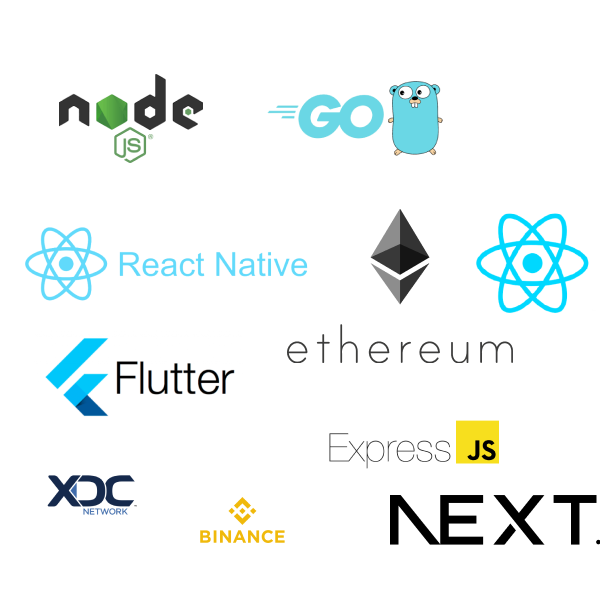 node
JS
GO
React Native
ethereum
Flutter
Express JS
XDC
NETWORK
BINANCE
NEXT.